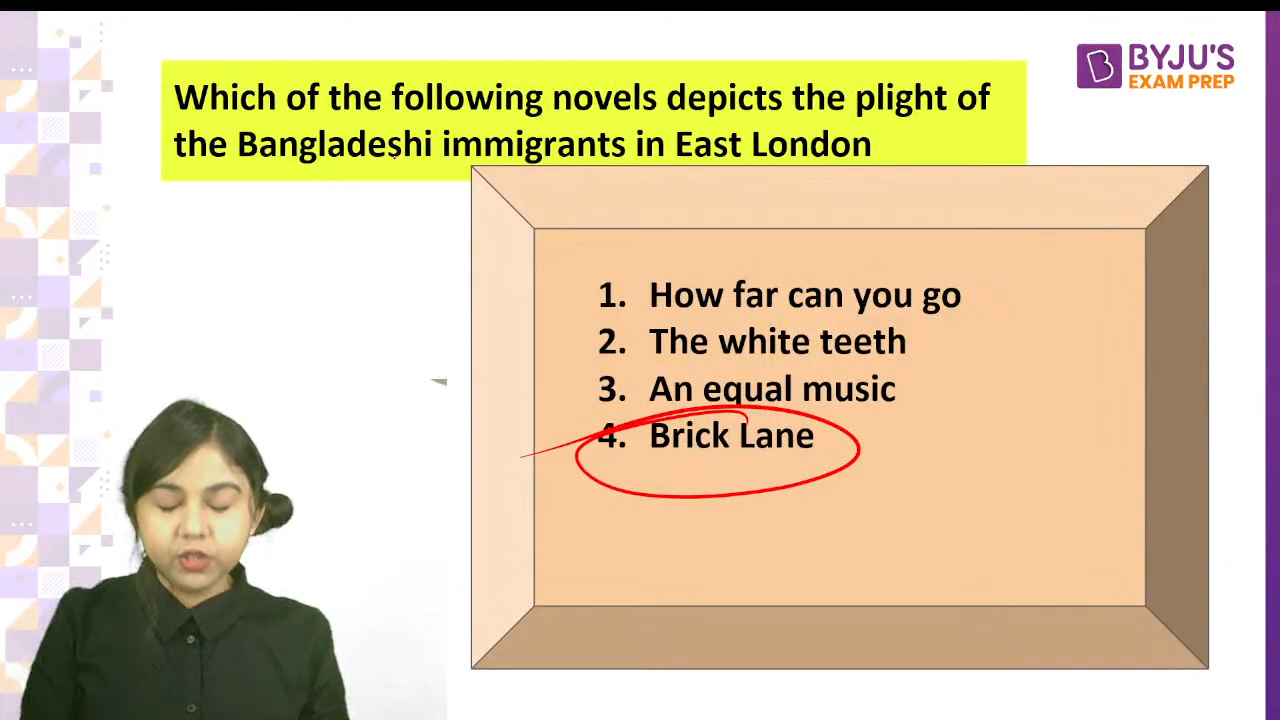 Which of the following novels depicts the plight of
the Bangladeshi immigrants in East London
BYJU'S
EXAM PREP
1. How far can you go
2. The white teeth
3. An equal music
4. Brick Lane